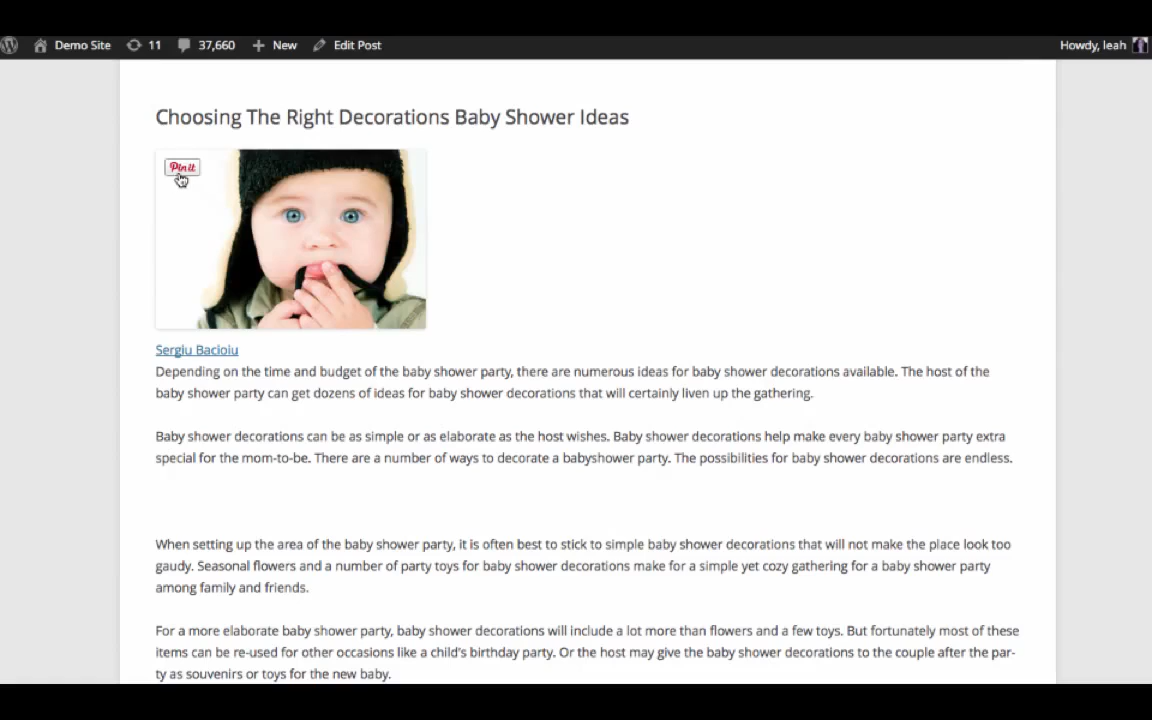 Demo Site 11 37,660 New Edit Post Howdy, leah
Choosing The Right Decorations Baby Shower Ideas
Pin it
Sergiu Bacioiu
Depending on the time and budget of the baby shower party, there are numerous ideas for baby shower decorations available. The host of the
baby shower party can get dozens of ideas for baby shower decorations that will certainly liven up the gathering.
Baby shower decorations can be as simple or as elaborate as the host wishes. Baby shower decorations help make every baby shower party extra
special for the mom-to-be. There are a number of ways to decorate a babyshower party. The possibilities for baby shower decorations are endless.
When setting up the area of the baby shower party, it is often best to stick to simple baby shower decorations that will not make the place look too
gaudy. Seasonal flowers and a number of party toys for baby shower decorations make for a simple yet cozy gathering for a baby shower party
among family and friends.
For a more elaborate baby shower party, baby shower decorations will include a lot more than flowers and a few toys. But fortunately most of these
items can be re-used for other occasions like a child's birthday party. Or the host may give the baby shower decorations to the couple after the par-
ty as souvenirs or toys for the new baby.